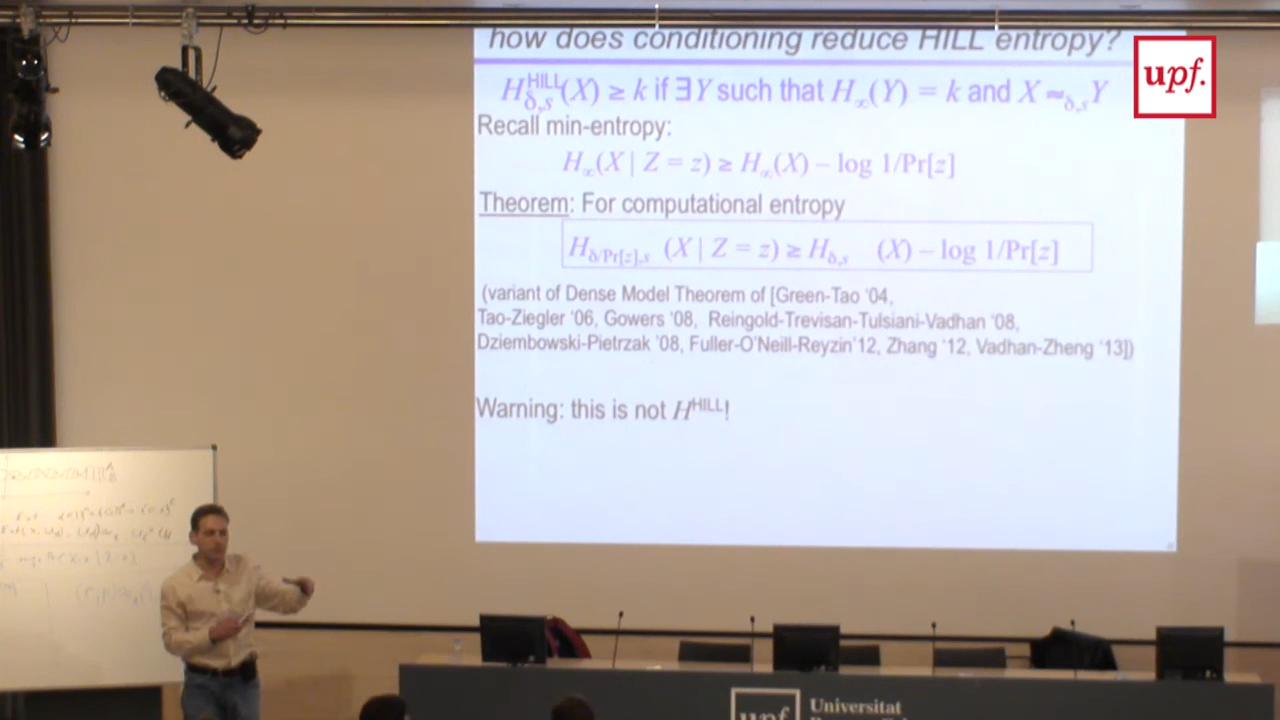 how does conditioning reduce HILL entropy?
upf.
H^HILL_δ,s(X) ≥ k if ∃Y such that H_∞(Y) = k and X ≈_δ,s Y
Recall min-entropy:
H_∞(X | Z = z) ≥ H_∞(X) – log 1/Pr[z]
Theorem: For computational entropy
H_δ/Pr[z],s (X | Z = z) ≥ H_δ,s (X) – log 1/Pr[z]
(variant of Dense Model Theorem of [Green-Tao ‘04,
Tao-Ziegler ‘06, Gowers ‘08, Reingold-Trevisan-Tulsiani-Vadhan ‘08,
Dziembowski-Pietrzak ’08, Fuller-O’Neill-Reyzin’12, Zhang ‘12, Vadhan-Zheng ‘13])
Warning: this is not H^HILL!
upf.
Universitat